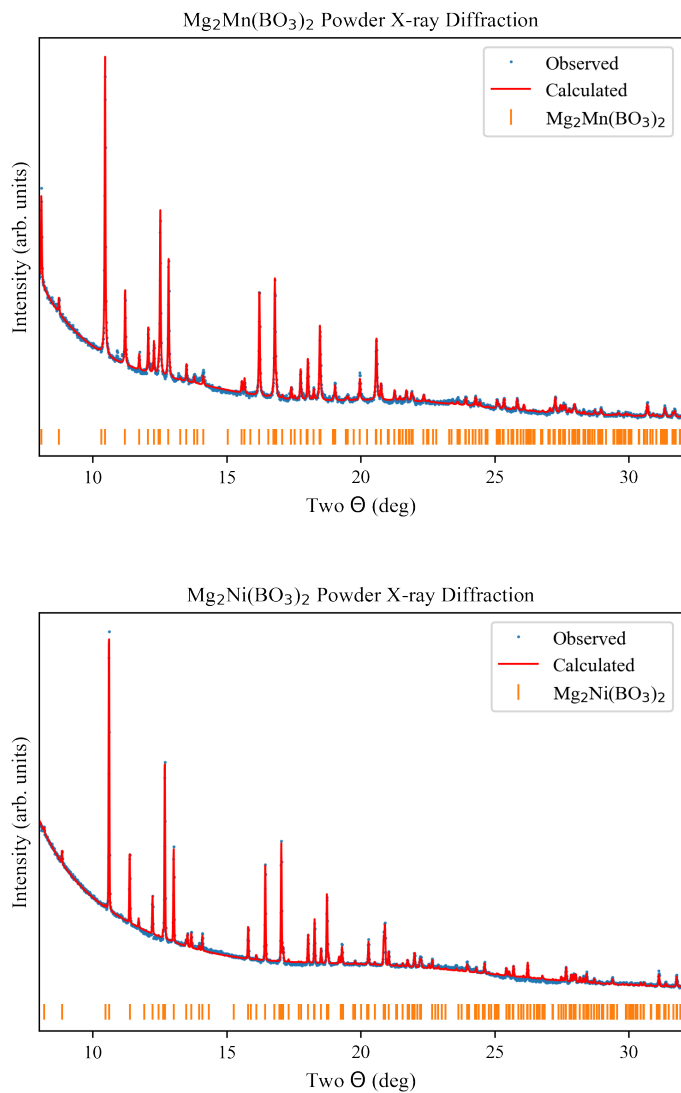 Mg₂Mn(BO₃)₂ Powder X-ray Diffraction
Observed
Calculated
Mg₂Mn(BO₃)₂
Intensity (arb. units)
10 15 20 25 30
Two Θ (deg)
Mg₂Ni(BO₃)₂ Powder X-ray Diffraction
Observed
Calculated
Mg₂Ni(BO₃)₂
Intensity (arb. units)
10 15 20 25 30
Two Θ (deg)